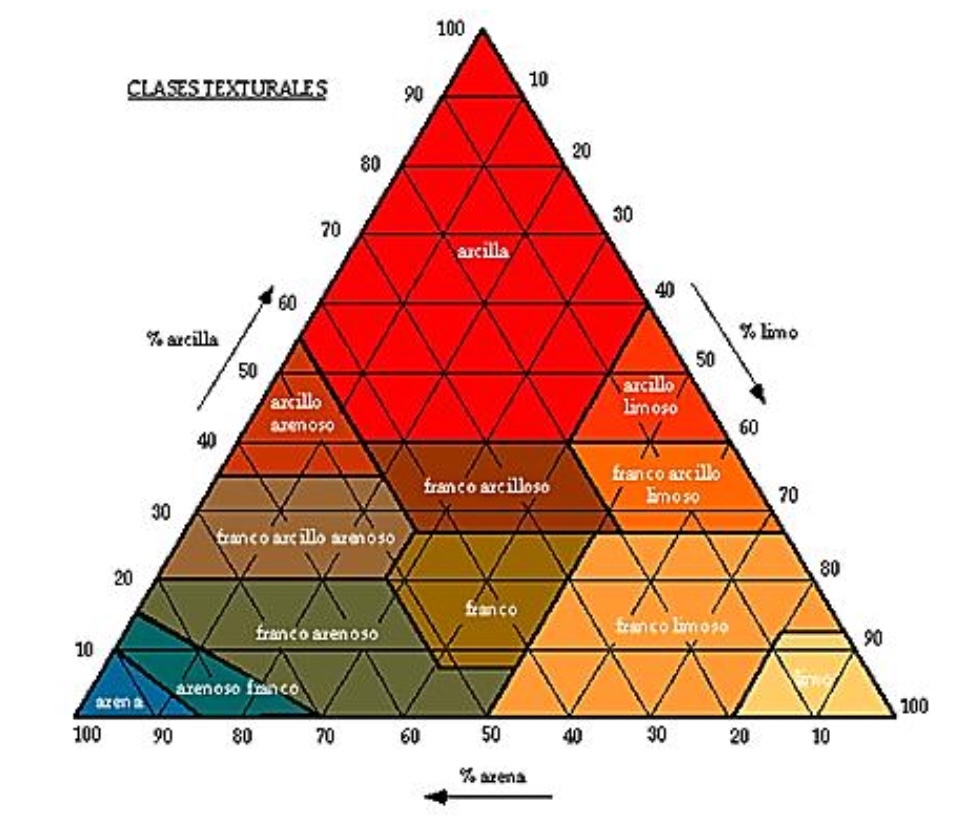 CLASES TEXTURALES
100
90
80
70
60
50
40
30
20
10
% arcilla
10
20
30
40
50
60
70
80
90
100
% limo
arcilla
arcillo
arenoso
arcillo
limoso
franco arcilloso
franco arcillo
limoso
franco arcillo arenoso
franco
franco arenoso
franco limoso
arenoso franco
arena
limo
100 90 80 70 60 50 40 30 20 10
% arena